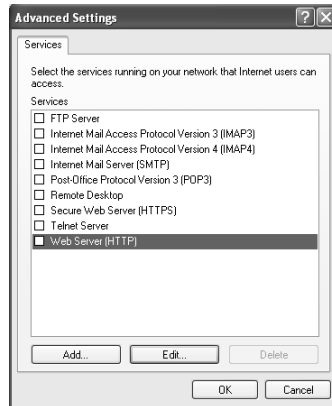 Advanced Settings
Services
Select the services running on your network that Internet users can
access.
Services
FTP Server
Internet Mail Access Protocol Version 3 (IMAP3)
Internet Mail Access Protocol Version 4 (IMAP4)
Internet Mail Server (SMTP)
Post-Office Protocol Version 3 (POP3)
Remote Desktop
Secure Web Server (HTTPS)
Telnet Server
Web Server (HTTP)
Add... Edit... Delete
OK Cancel